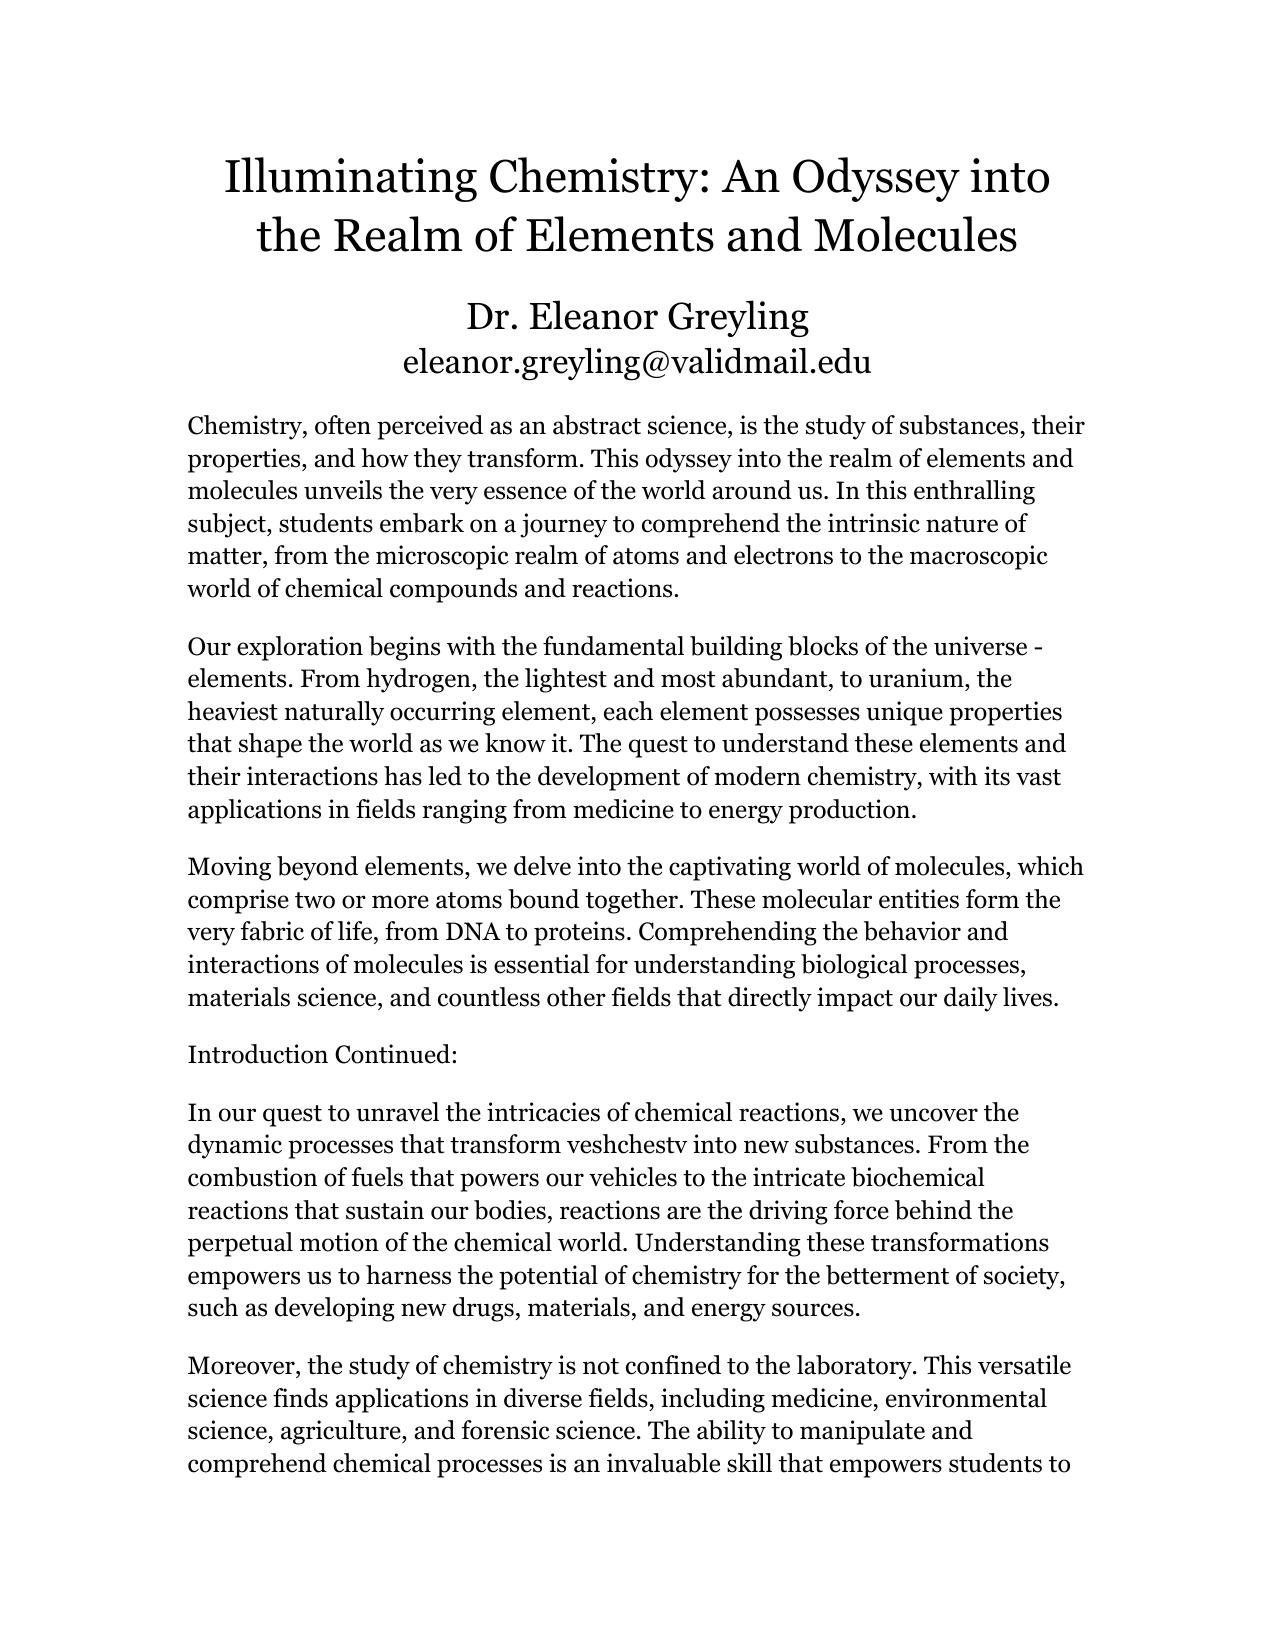 Illuminating Chemistry: An Odyssey into
the Realm of Elements and Molecules
Dr. Eleanor Greyling
eleanor.greyling@validmail.edu
Chemistry, often perceived as an abstract science, is the study of substances, their
properties, and how they transform. This odyssey into the realm of elements and
molecules unveils the very essence of the world around us. In this enthralling
subject, students embark on a journey to comprehend the intrinsic nature of
matter, from the microscopic realm of atoms and electrons to the macroscopic
world of chemical compounds and reactions.
Our exploration begins with the fundamental building blocks of the universe -
elements. From hydrogen, the lightest and most abundant, to uranium, the
heaviest naturally occurring element, each element possesses unique properties
that shape the world as we know it. The quest to understand these elements and
their interactions has led to the development of modern chemistry, with its vast
applications in fields ranging from medicine to energy production.
Moving beyond elements, we delve into the captivating world of molecules, which
comprise two or more atoms bound together. These molecular entities form the
very fabric of life, from DNA to proteins. Comprehending the behavior and
interactions of molecules is essential for understanding biological processes,
materials science, and countless other fields that directly impact our daily lives.
Introduction Continued:
In our quest to unravel the intricacies of chemical reactions, we uncover the
dynamic processes that transform veshchestv into new substances. From the
combustion of fuels that powers our vehicles to the intricate biochemical
reactions that sustain our bodies, reactions are the driving force behind the
perpetual motion of the chemical world. Understanding these transformations
empowers us to harness the potential of chemistry for the betterment of society,
such as developing new drugs, materials, and energy sources.
Moreover, the study of chemistry is not confined to the laboratory. This versatile
science finds applications in diverse fields, including medicine, environmental
science, agriculture, and forensic science. The ability to manipulate and
comprehend chemical processes is an invaluable skill that empowers students to